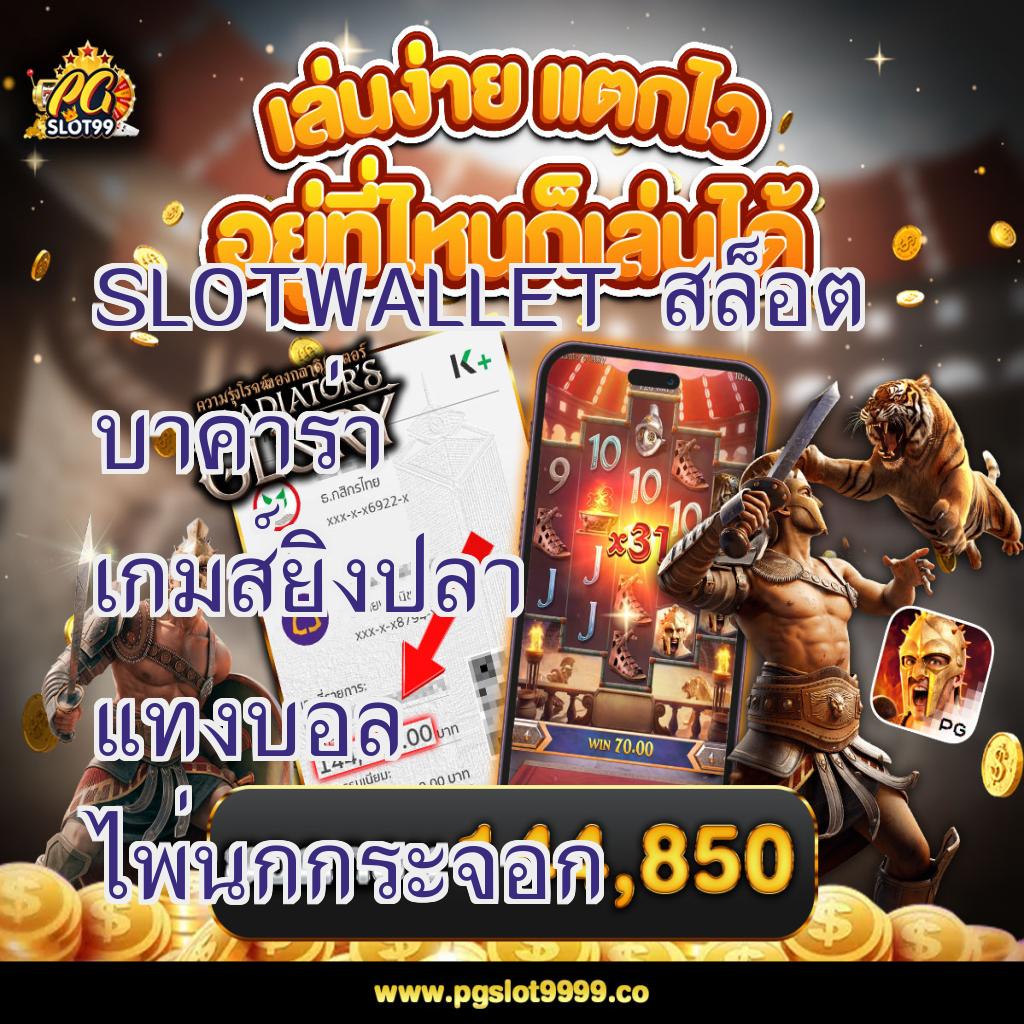 PG
SLOT99
เล่นง่าย แตกไว
อยู่ที่ไหนก็เล่นได้
SLOTWALLET สล็อต
บาคาร่า
เกมสยิงปลา
แทงบอล
ไพ่นกกระจอก
K+
ธ.กสิกรไทย
xxx-x-x6922-x
บาท
9
10
10
10
x31
J
J
J
WIN 70.00
PG
,850
www.pgslot9999.co